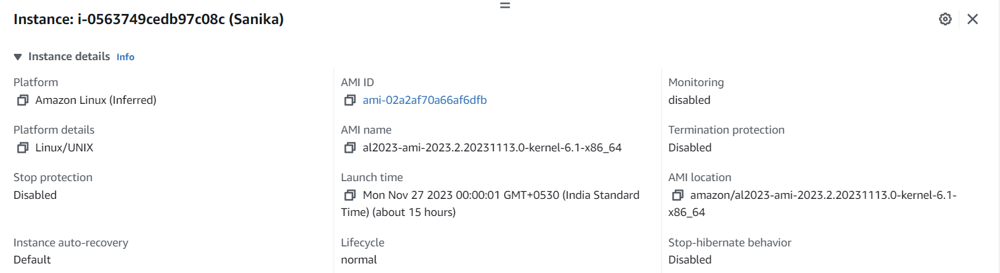 Instance: i-0563749cedb97c08c (Sanika)
Instance details Info
Platform
Amazon Linux (Inferred)
AMI ID
ami-02a2af70a66af6dfb
Monitoring
disabled
Platform details
Linux/UNIX
AMI name
al2023-ami-2023.2.20231113.0-kernel-6.1-x86_64
Termination protection
Disabled
Stop protection
Disabled
Launch time
Mon Nov 27 2023 00:00:01 GMT+0530 (India Standard
Time) (about 15 hours)
AMI location
amazon/al2023-ami-2023.2.20231113.0-kernel-6.1-
x86_64
Instance auto-recovery
Default
Lifecycle
normal
Stop-hibernate behavior
Disabled